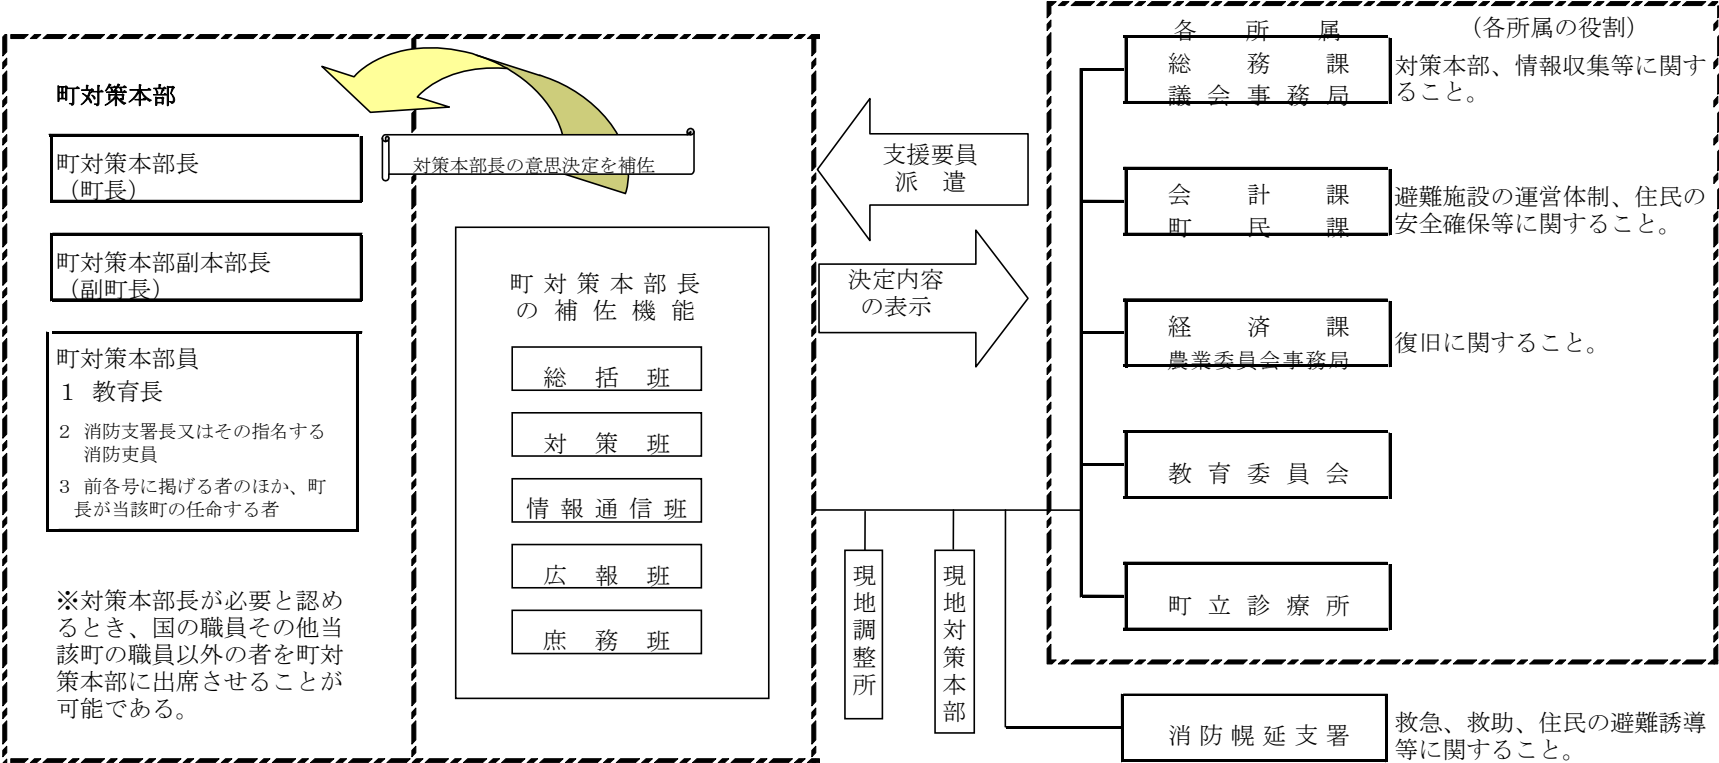 町対策本部
町対策本部長
（町長）
町対策本部副本部長
（副町長）
町対策本部員
１ 教育長
２ 消防支署長又はその指名する
消防吏員
３ 前各号に掲げる者のほか、町
長が当該町の任命する者
※対策本部長が必要と認め
るとき、国の職員その他当
該町の職員以外の者を町対
策本部に出席させることが
可能である。
対策本部長の意思決定を補佐
町対策本部長
の補佐機能
総括班
対策班
情報通信班
広報班
庶務班
支援要員
派遣
決定内容
の表示
現地調整所
現地対策本部
各所属
（各所属の役割）
総務課
議会事務局
対策本部、情報収集等に関す
ること。
会計課
町民課
避難施設の運営体制、住民の
安全確保等に関すること。
経済課
農業委員会事務局
復旧に関すること。
教育委員会
町立診療所
消防幌延支署
救急、救助、住民の避難誘導
等に関すること。